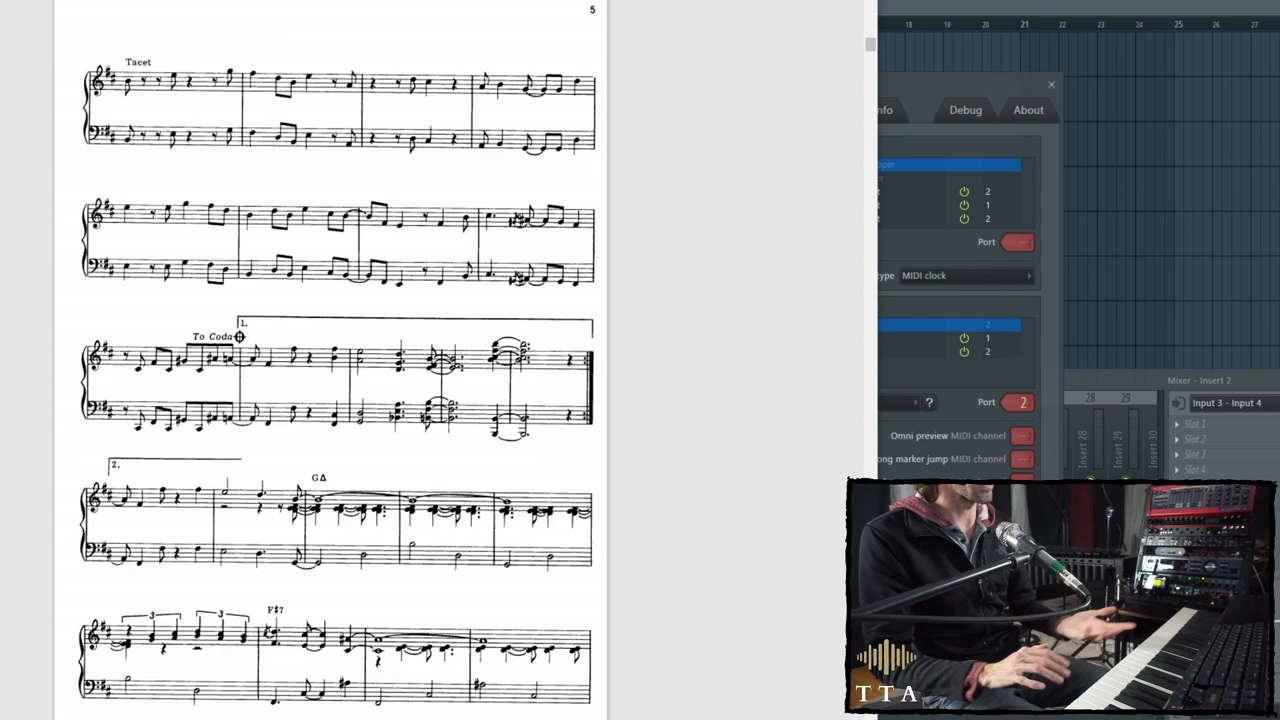 5
18 19 20 21 22 23 24 25 26 27
Tacet
Debug About
2
1
2
Port
MIDI clock
To Coda
1.
2
1
2
Mixer - Insert 2
28 29
? Port 2
Input 3 - Input 4
Slot 1
Slot 2
Slot 3
Slot 4
Omni preview MIDI channel
marker jump MIDI channel
Insert 28
Insert 29
Insert 30
2.
GΔ
3 3
F#7
TTA